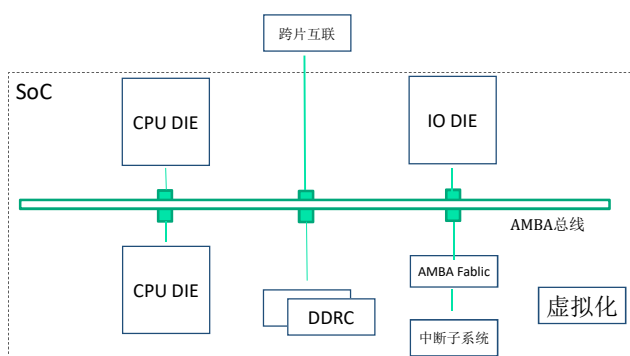 跨片互联
SoC
CPU DIE
IO DIE
AMBA总线
CPU DIE
DDRC
AMBA Fablic
中断子系统
虚拟化